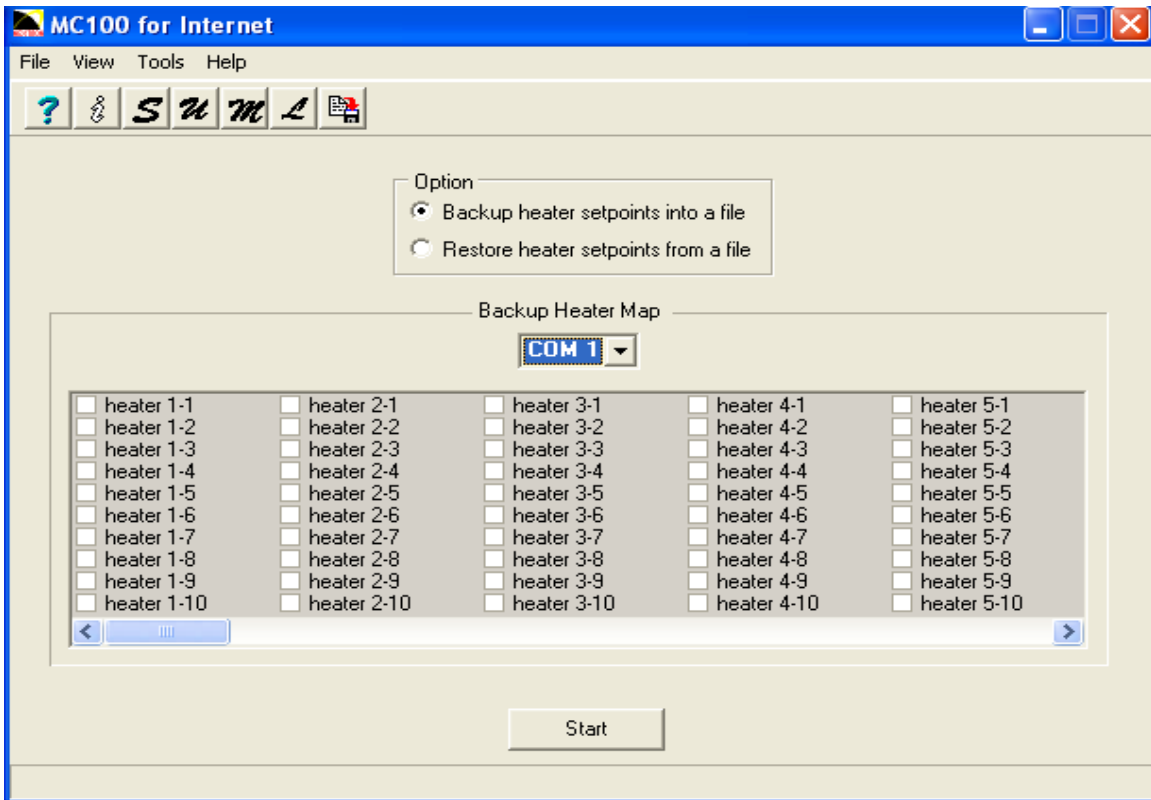 MC100 for Internet
File View Tools Help
? i S U M L
Option
Backup heater setpoints into a file
Restore heater setpoints from a file
Backup Heater Map
COM 1
heater 1-1 heater 2-1 heater 3-1 heater 4-1 heater 5-1
heater 1-2 heater 2-2 heater 3-2 heater 4-2 heater 5-2
heater 1-3 heater 2-3 heater 3-3 heater 4-3 heater 5-3
heater 1-4 heater 2-4 heater 3-4 heater 4-4 heater 5-4
heater 1-5 heater 2-5 heater 3-5 heater 4-5 heater 5-5
heater 1-6 heater 2-6 heater 3-6 heater 4-6 heater 5-6
heater 1-7 heater 2-7 heater 3-7 heater 4-7 heater 5-7
heater 1-8 heater 2-8 heater 3-8 heater 4-8 heater 5-8
heater 1-9 heater 2-9 heater 3-9 heater 4-9 heater 5-9
heater 1-10 heater 2-10 heater 3-10 heater 4-10 heater 5-10
Start